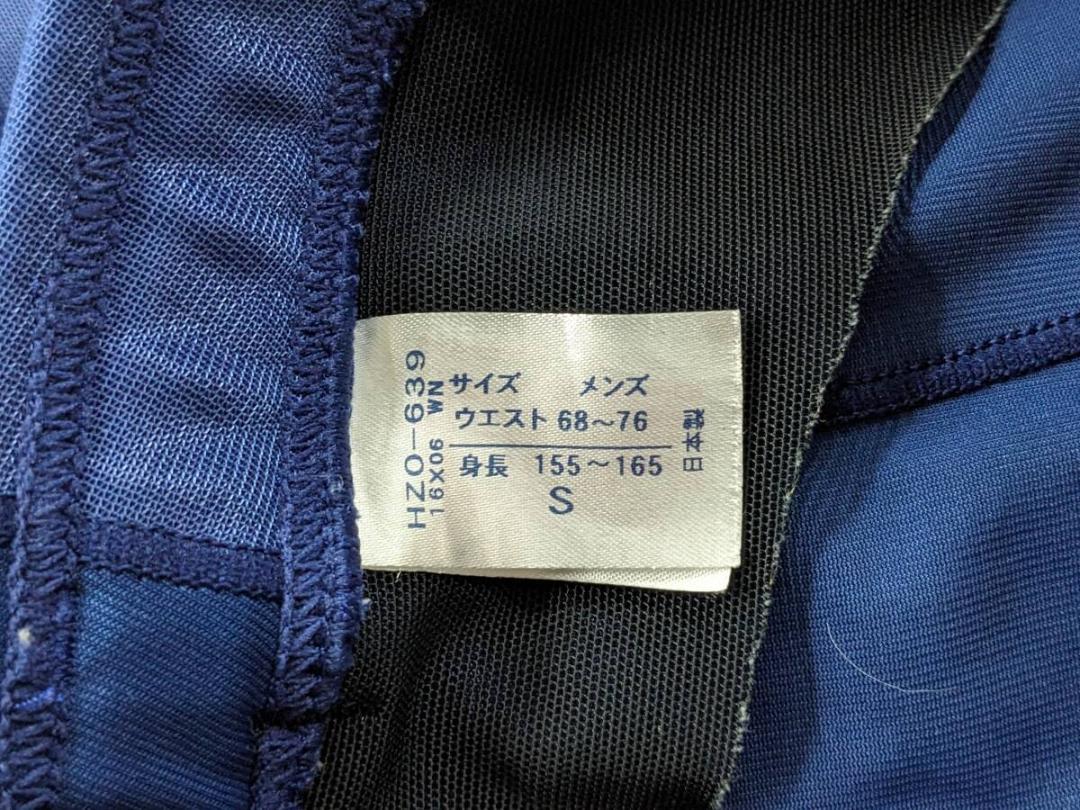 HZO-639
16X06 WN
サイズ メンズ
ウエスト 68～76
身長 155～165
S
日本製